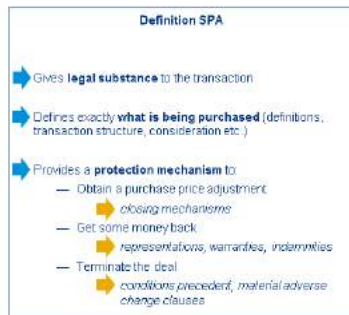 Definition SPA
Gives legal substance to the transaction
Defines exactly what is being purchased (definitions,
transaction structure, consideration etc.)
Provides a protection mechanism to:
— Obtain a purchase price adjustment
closing mechanisms
— Get some money back
representations, warranties, indemnities
— Terminate the deal
conditions precedent, material adverse
change clauses